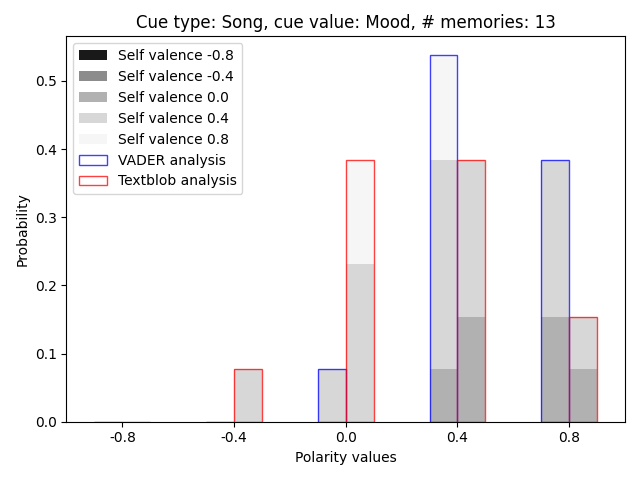 Cue type: Song, cue value: Mood, # memories: 13
Self valence -0.8
Self valence -0.4
Self valence 0.0
Self valence 0.4
Self valence 0.8
VADER analysis
Textblob analysis
Probability
0.5
0.4
0.3
0.2
0.1
0.0
-0.8 -0.4 0.0 0.4 0.8
Polarity values